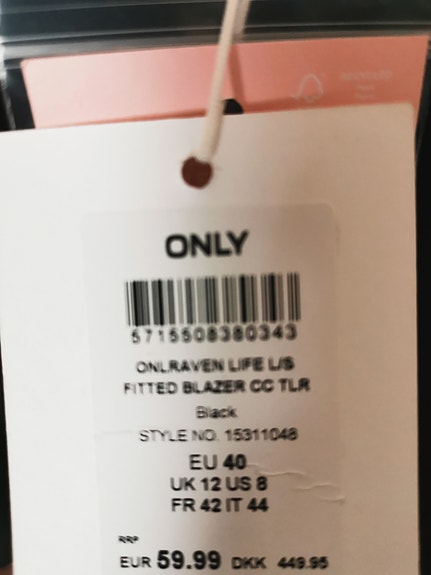 RECYCLED
ONLY
5715508380343
ONLRAVEN LIFE L/S
FITTED BLAZER CC TLR
Black
STYLE NO. 15311048
EU 40
UK 12 US 8
FR 42 IT 44
RRP
EUR 59.99 DKK 449.95